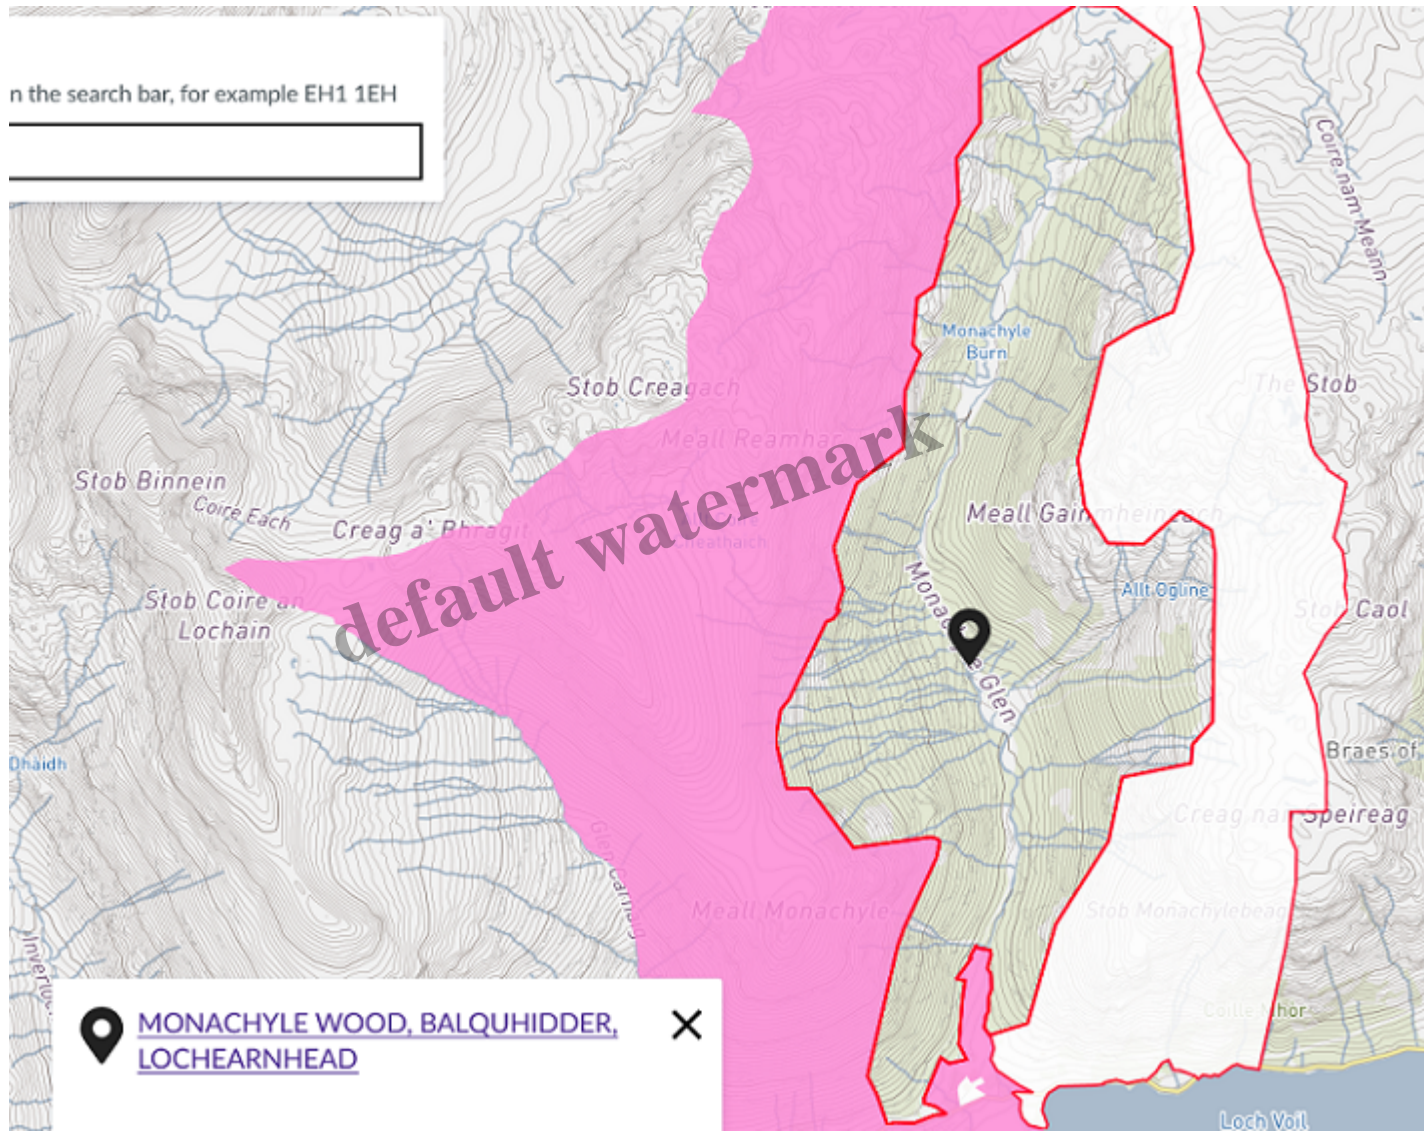 n the search bar, for example EH1 1EH
Coire nam Meann
Monachyle
Burn
The Stob
Stob Creagach
Meall Reamhar
Stob Binnein
Coire Each
Creag a' Bhragit
Meall Gainmheineach
Allt Ogline
Stob Coire an
Lochain
Stob Caol
Monachyle Glen
default watermark
Dhaidh
Braes of
Creag nan Speireag
Glen Carnaig
Meall Monachyle
Stob Monachylebeag
Coille Mhor
MONACHYLE WOOD, BALQUHIDDER,
LOCHEARNHEAD
Loch Voil